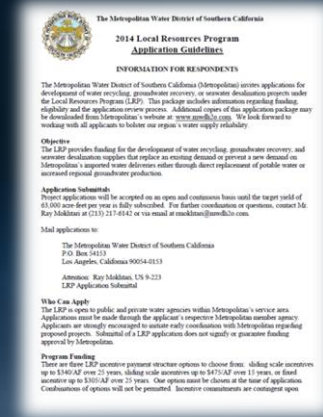 The Metropolitan Water District of Southern California
2014 Local Resources Program
Application Guidelines
INFORMATION FOR RESPONDENTS
The Metropolitan Water District of Southern California (Metropolitan) invites applications for
development of water recycling, groundwater recovery, or seawater desalination projects under
the Local Resources Program (LRP). This package includes information regarding funding,
eligibility and the application review process. Additional copies of this application package may
be downloaded from Metropolitan's website at: www.mwdh2o.com. We look forward to
working with all applicants to bolster our region's water supply reliability.
Objective
The LRP provides funding for the development of water recycling, groundwater recovery, and
seawater desalination supplies that replace an existing demand or prevent a new demand on
Metropolitan's imported water deliveries either through direct replacement of potable water or
increased regional groundwater production.
Application Submittals
Project applications will be accepted on an open and continuous basis until the target yield of
63,000 acre-feet per year is fully subscribed. For further coordination or questions, contact Mr.
Ray Mokhtari at (213) 217-6142 or via email at rmokhtari@mwdh2o.com.
Mail applications to:
The Metropolitan Water District of Southern California
P.O. Box 54153
Los Angeles, California 90054-0153
Attention: Ray Mokhtari, US 9-223
LRP Application Submittal
Who Can Apply
The LRP is open to public and private water agencies within Metropolitan's service area.
Applications must be made through the applicant's respective Metropolitan member agency.
Applicants are strongly encouraged to initiate early coordination with Metropolitan regarding
proposed projects. Submittal of a LRP application does not signify or guarantee funding
approval by Metropolitan.
Program Funding
There are three LRP incentive payment structure options to choose from: sliding scale incentives
up to $340/AF over 25 years, sliding scale incentives up to $475/AF over 15 years, or fixed
incentive up to $305/AF over 25 years. One option must be chosen at the time of application.
Combinations of options will not be permitted. Incentive commitments are contingent upon